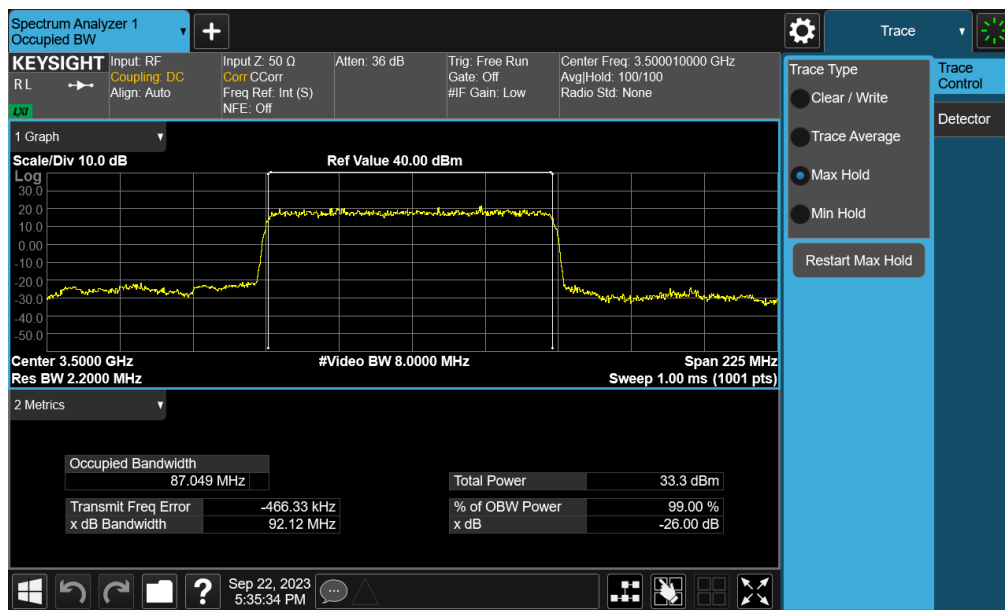 Spectrum Analyzer 1
Occupied BW
Trace
KEYSIGHT
R L
LXI
Input: RF
Coupling: DC
Align: Auto
Input Z: 50 Ω
Corr CCorr
Freq Ref: Int (S)
NFE: Off
Atten: 36 dB
Trig: Free Run
Gate: Off
#IF Gain: Low
Center Freq: 3.500010000 GHz
Avg|Hold: 100/100
Radio Std: None
Trace Type
Clear / Write
Trace Average
Max Hold
Min Hold
Restart Max Hold
Trace
Control
Detector
1 Graph
Scale/Div 10.0 dB
Ref Value 40.00 dBm
Log
30.0
20.0
10.0
0.00
-10.0
-20.0
-30.0
-40.0
-50.0
Center 3.5000 GHz
#Video BW 8.0000 MHz
Span 225 MHz
Res BW 2.2000 MHz
Sweep 1.00 ms (1001 pts)
2 Metrics
Occupied Bandwidth
87.049 MHz
Total Power 33.3 dBm
Transmit Freq Error -466.33 kHz
% of OBW Power 99.00 %
x dB Bandwidth 92.12 MHz
x dB -26.00 dB
?
Sep 22, 2023
5:35:34 PM